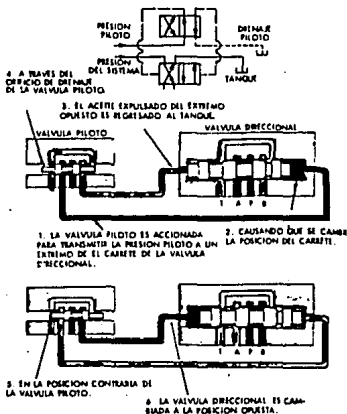 PRESION
PILOTO
DRENAJE
PILOTO
PRESION
DEL SISTEMA
TANQUE
4. A TRAVES DEL
ORIFICIO DE DRENAJE
DE LA VALVULA PILOTO.
3. EL ACEITE EXPULSADO DEL EXTREMO
OPUESTO ES REGRESADO AL TANQUE.
VALVULA PILOTO
VALVULA DIRECCIONAL
T A P B
1. LA VALVULA PILOTO ES ACCIONADA
PARA TRANSMITIR LA PRESION PILOTO A UN
EXTREMO DE EL CARRETE DE LA VALVULA
DIRECCIONAL.
2. CAUSANDO QUE SE CAMBIE
LA POSICION DEL CARRETE.
T A P B
5. EN LA POSICION CONTRARIA DE
LA VALVULA PILOTO.
6. LA VALVULA DIRECCIONAL ES CAM-
BIADA A LA POSICION OPUESTA.